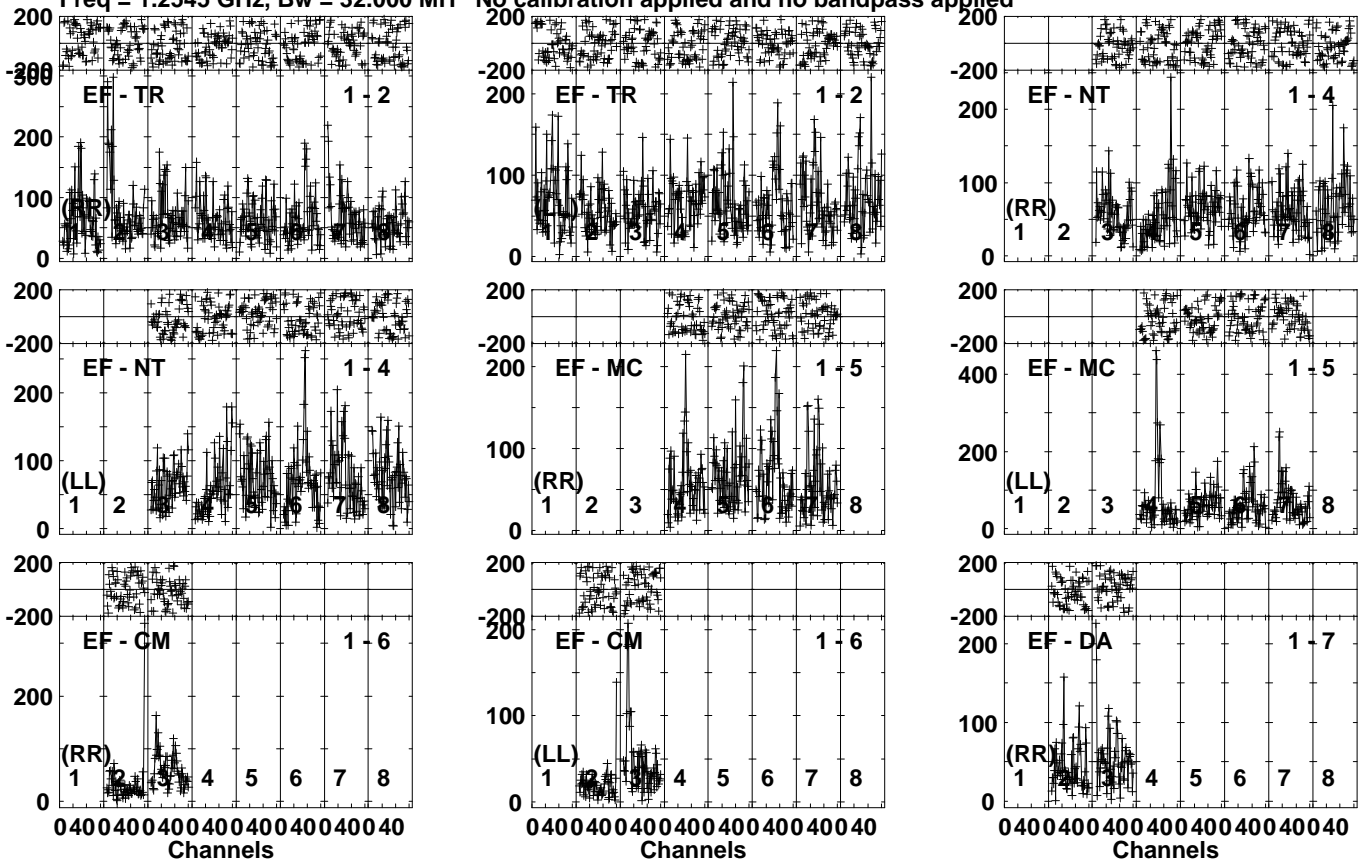 Freq = 1.2545 GHz, Bw = 32.000 MH No calibration applied and no bandpass applied
200 200 200
-200 -200 -200
300
EF - TR 1 - 2 EF - TR 1 - 2 EF - NT 1 - 4
200 200 200
100 100 100
(RR) (LL) (RR)
1 2 3 4 5 6 7 8 1 2 3 4 5 6 7 8 1 2 3 4 5 6 7 8
0 0 0
200 200 200
-200 -200 -200
EF - NT 1 - 4 EF - MC 1 - 5 EF - MC 1 - 5
200 200 400
100 100 200
(LL) (RR) (LL)
1 2 3 4 5 6 7 8 1 2 3 4 5 6 7 8 1 2 3 4 5 6 7 8
0 0 0
200 200 200
-200 -200 -200
EF - CM 1 - 6 EF - CM 1 - 6 EF - DA 1 - 7
200 200 200
100 100
(RR) (LL) (RR)
1 2 3 4 5 6 7 8 1 2 3 4 5 6 7 8 1 2 3 4 5 6 7 8
0 0 0
0 40 0 40 0 40 0 40 0 40 0 40 0 40 0 40 0 40 0 40 0 40 0 40 0 40 0 40 0 40 0 40 0 40 0 40 0 40 0 40 0 40 0 40 0 40 0 40
Channels Channels Channels